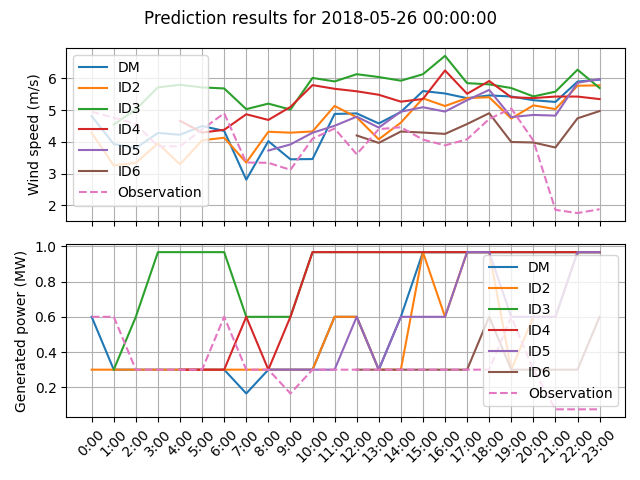 Prediction results for 2018-05-26 00:00:00
Wind speed (m/s)
6
5
4
3
2
DM
ID2
ID3
ID4
ID5
ID6
Observation
Generated power (MW)
1.0
0.8
0.6
0.4
0.2
DM
ID2
ID3
ID4
ID5
ID6
Observation
0:00 1:00 2:00 3:00 4:00 5:00 6:00 7:00 8:00 9:00 10:00 11:00 12:00 13:00 14:00 15:00 16:00 17:00 18:00 19:00 20:00 21:00 22:00 23:00